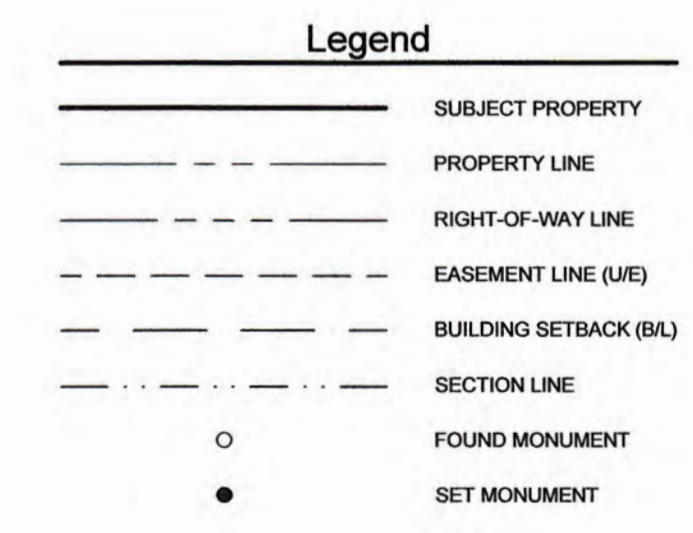 Legend
SUBJECT PROPERTY
PROPERTY LINE
RIGHT-OF-WAY LINE
EASEMENT LINE (U/E)
BUILDING SETBACK (B/L)
SECTION LINE
FOUND MONUMENT
SET MONUMENT